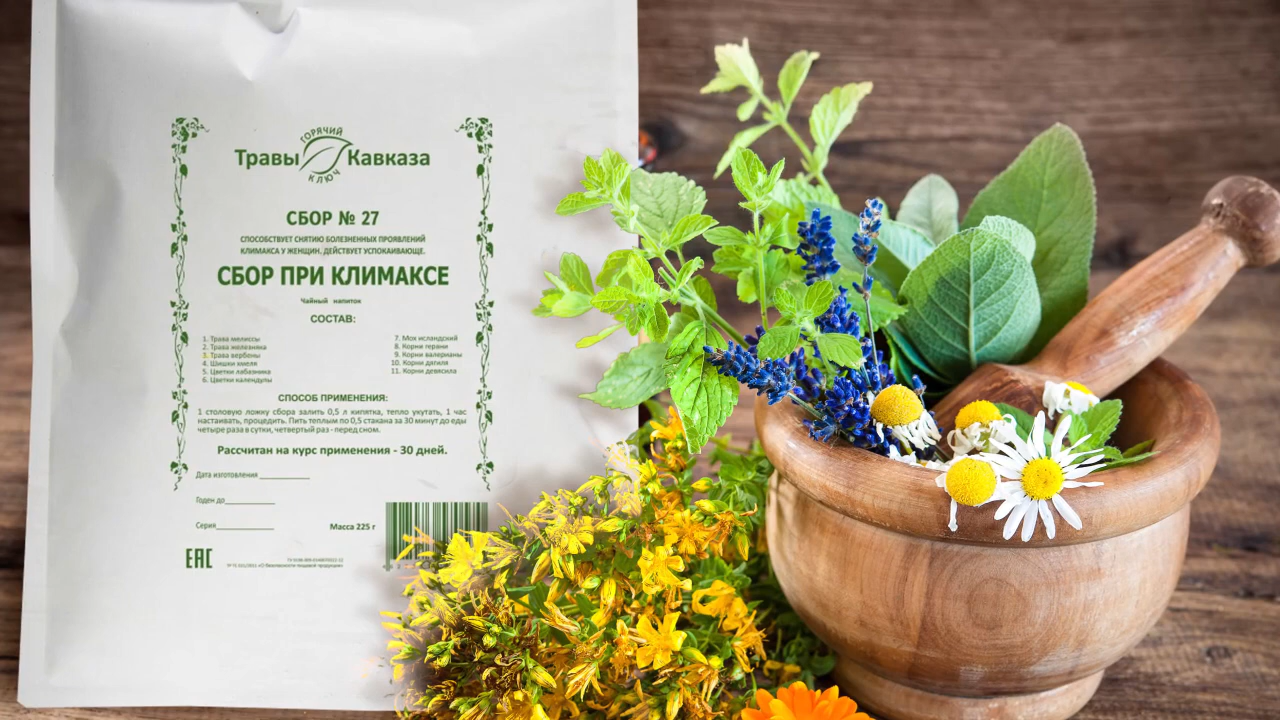 ГОРЯЧИЙ
Травы Кавказа
КЛЮЧ
СБОР № 27
СПОСОБСТВУЕТ СНЯТИЮ БОЛЕЗНЕННЫХ ПРОЯВЛЕНИЙ
КЛИМАКСА У ЖЕНЩИН. ДЕЙСТВУЕТ УСПОКАИВАЮЩЕ.
СБОР ПРИ КЛИМАКСЕ
Чайный напиток
СОСТАВ:
1. Трава мелиссы
2. Трава железняка
3. Трава вербены
4. Шишки хмеля
5. Цветки лабазника
6. Цветки календулы
7. Мох исландский
8. Корни герани
9. Корни валерианы
10. Корни дягиля
11. Корни девясила
СПОСОБ ПРИМЕНЕНИЯ:
1 столовую ложку сбора залить 0,5 л кипятка, тепло укутать, 1 час
настаивать, процедить. Пить теплым по 0,5 стакана за 30 минут до еды
четыре раза в сутки, четвертый раз - перед сном.
Рассчитан на курс применения - 30 дней.
Дата изготовления
Годен до
Серия
Масса 225 г
EAC
«О безопасности пищевой продукции»